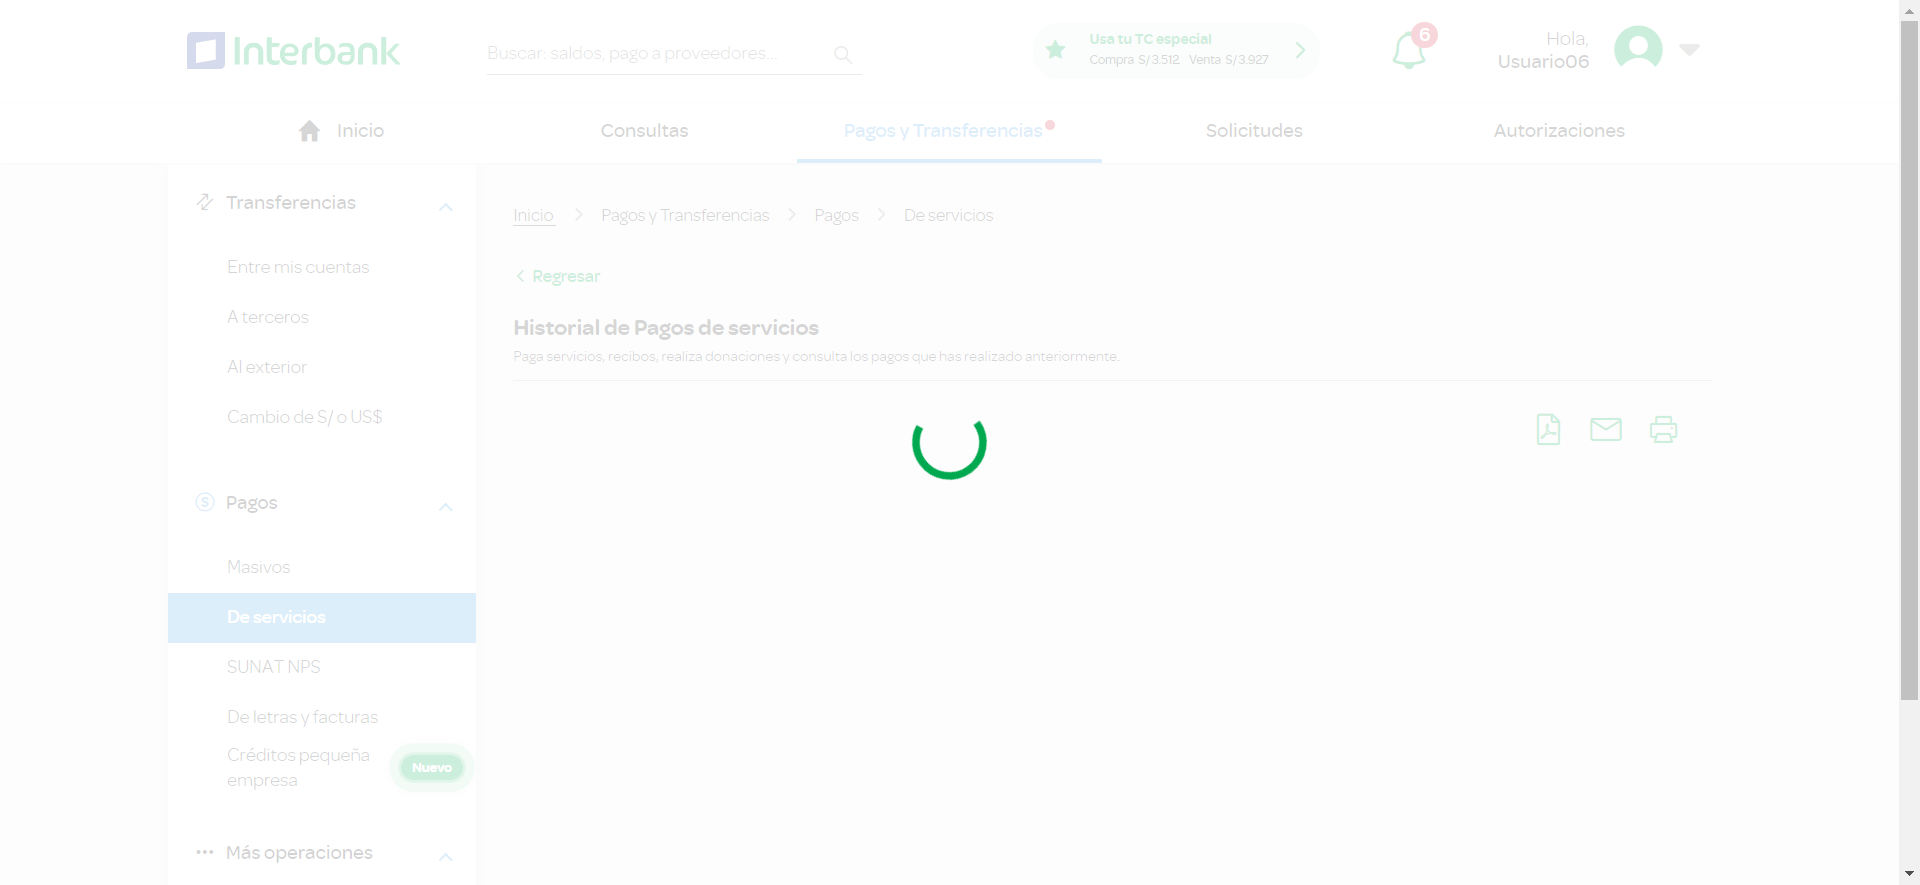 Interbank
Buscar: saldos, pago a proveedores...
Usa tu TC especial
Compra S/3.512 Venta S/3.927
6
Hola,
Usuario06
Inicio
Consultas
Pagos y Transferencias
Solicitudes
Autorizaciones
Transferencias
Entre mis cuentas
A terceros
Al exterior
Cambio de S/ o US$
Pagos
Masivos
De servicios
SUNAT NPS
De letras y facturas
Créditos pequeña
empresa
Nuevo
Más operaciones
Inicio > Pagos y Transferencias > Pagos > De servicios
Regresar
Historial de Pagos de servicios
Paga servicios, recibos, realiza donaciones y consulta los pagos que has realizado anteriormente.